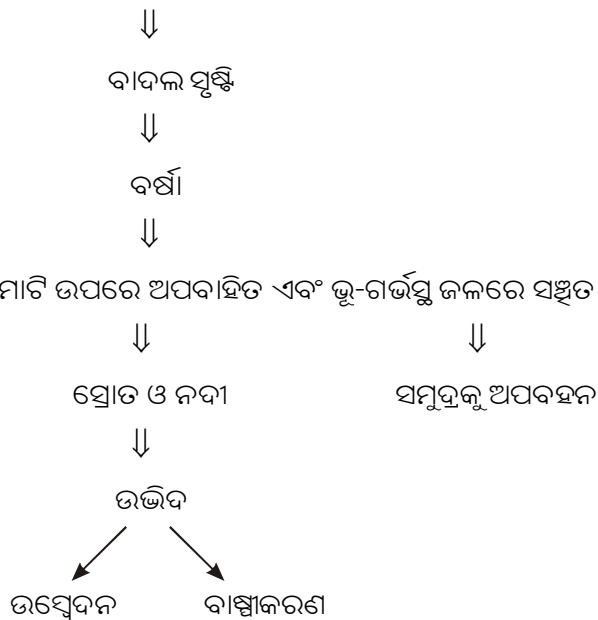 ବାଦଲ ସୃଷ୍ଟି
ବର୍ଷା
ମାଟି ଉପରେ ଅପବାହିତ ଏବଂ ଭୂ-ଗର୍ଭସ୍ଥ ଜଳରେ ସଞ୍ଚିତ
ସ୍ରୋତ ଓ ନଦୀ ସମୁଦ୍ରକୁ ଅପବହନ
ଉଦ୍ଭିଦ
ଉତ୍ସ୍ୱେଦନ ବାଷ୍ପୀକରଣ